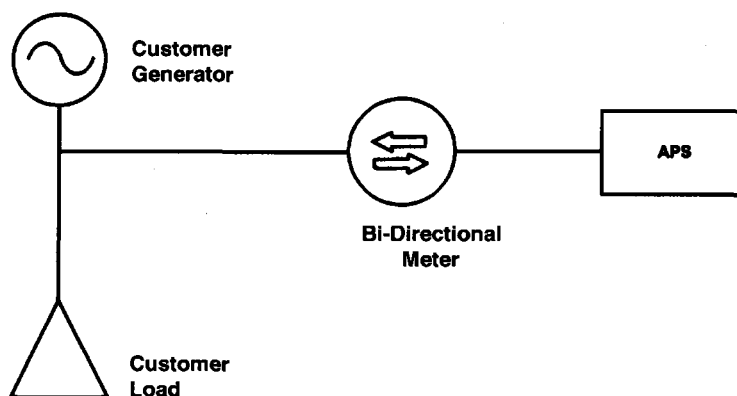 Customer
Generator
APS
Bi-Directional
Meter
Customer
Load